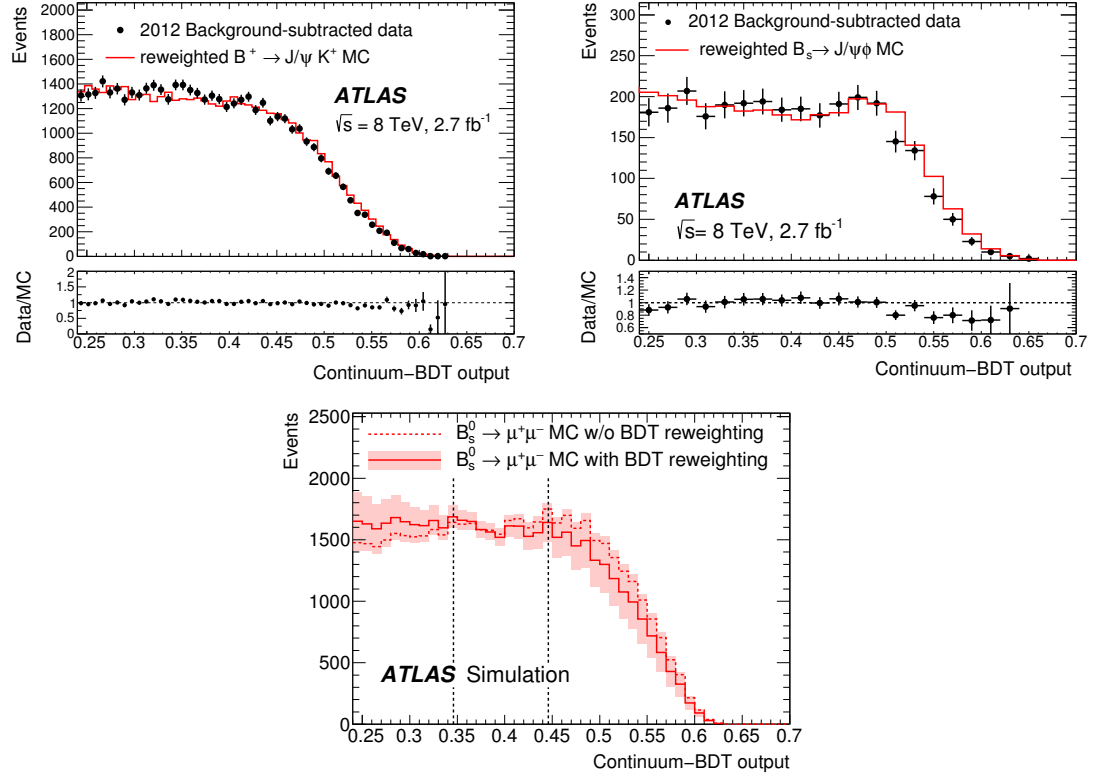 Events
1800
1600
1400
1200
1000
800
600
400
200
0
2012 Background-subtracted data
reweighted B⁺ → J/ψ K⁺ MC
ATLAS
√s = 8 TeV, 2.7 fb⁻¹
Data/MC
2
1.5
1
0.5
0
0.25 0.3 0.35 0.4 0.45 0.5 0.55 0.6 0.65 0.7
Continuum−BDT output
Events
300
250
200
150
100
50
0
2012 Background-subtracted data
reweighted Bₛ → J/ψϕ MC
ATLAS
√s= 8 TeV, 2.7 fb⁻¹
Data/MC
1.4
1.2
1
0.8
0.6
0.25 0.3 0.35 0.4 0.45 0.5 0.55 0.6 0.65 0.7
Continuum−BDT output
Events
2500
2000
1500
1000
500
0
B⁰ₛ → μ⁺μ⁻ MC w/o BDT reweighting
B⁰ₛ → μ⁺μ⁻ MC with BDT reweighting
ATLAS Simulation
0.25 0.3 0.35 0.4 0.45 0.5 0.55 0.6 0.65 0.7
Continuum−BDT output